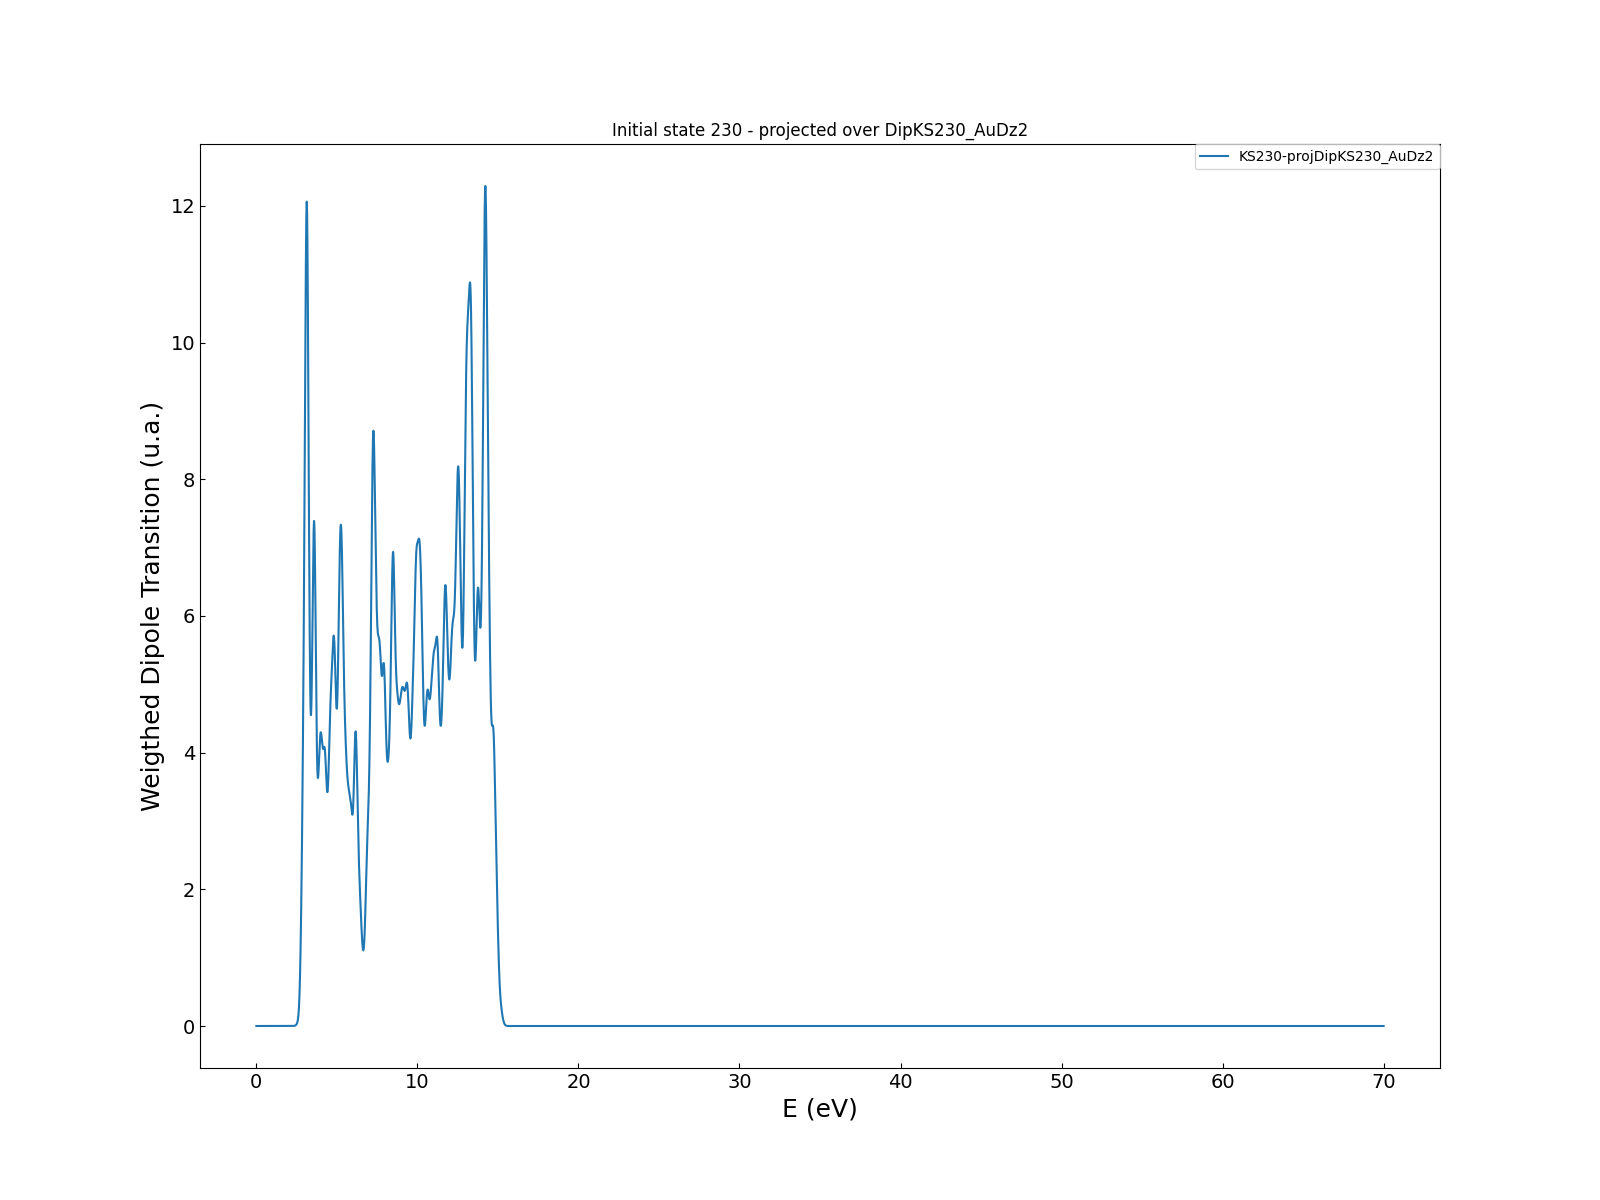 Initial state 230 - projected over DipKS230_AuDz2
KS230-projDipKS230_AuDz2
12
10
8
6
4
2
0
Weigthed Dipole Transition (u.a.)
0 10 20 30 40 50 60 70
E (eV)